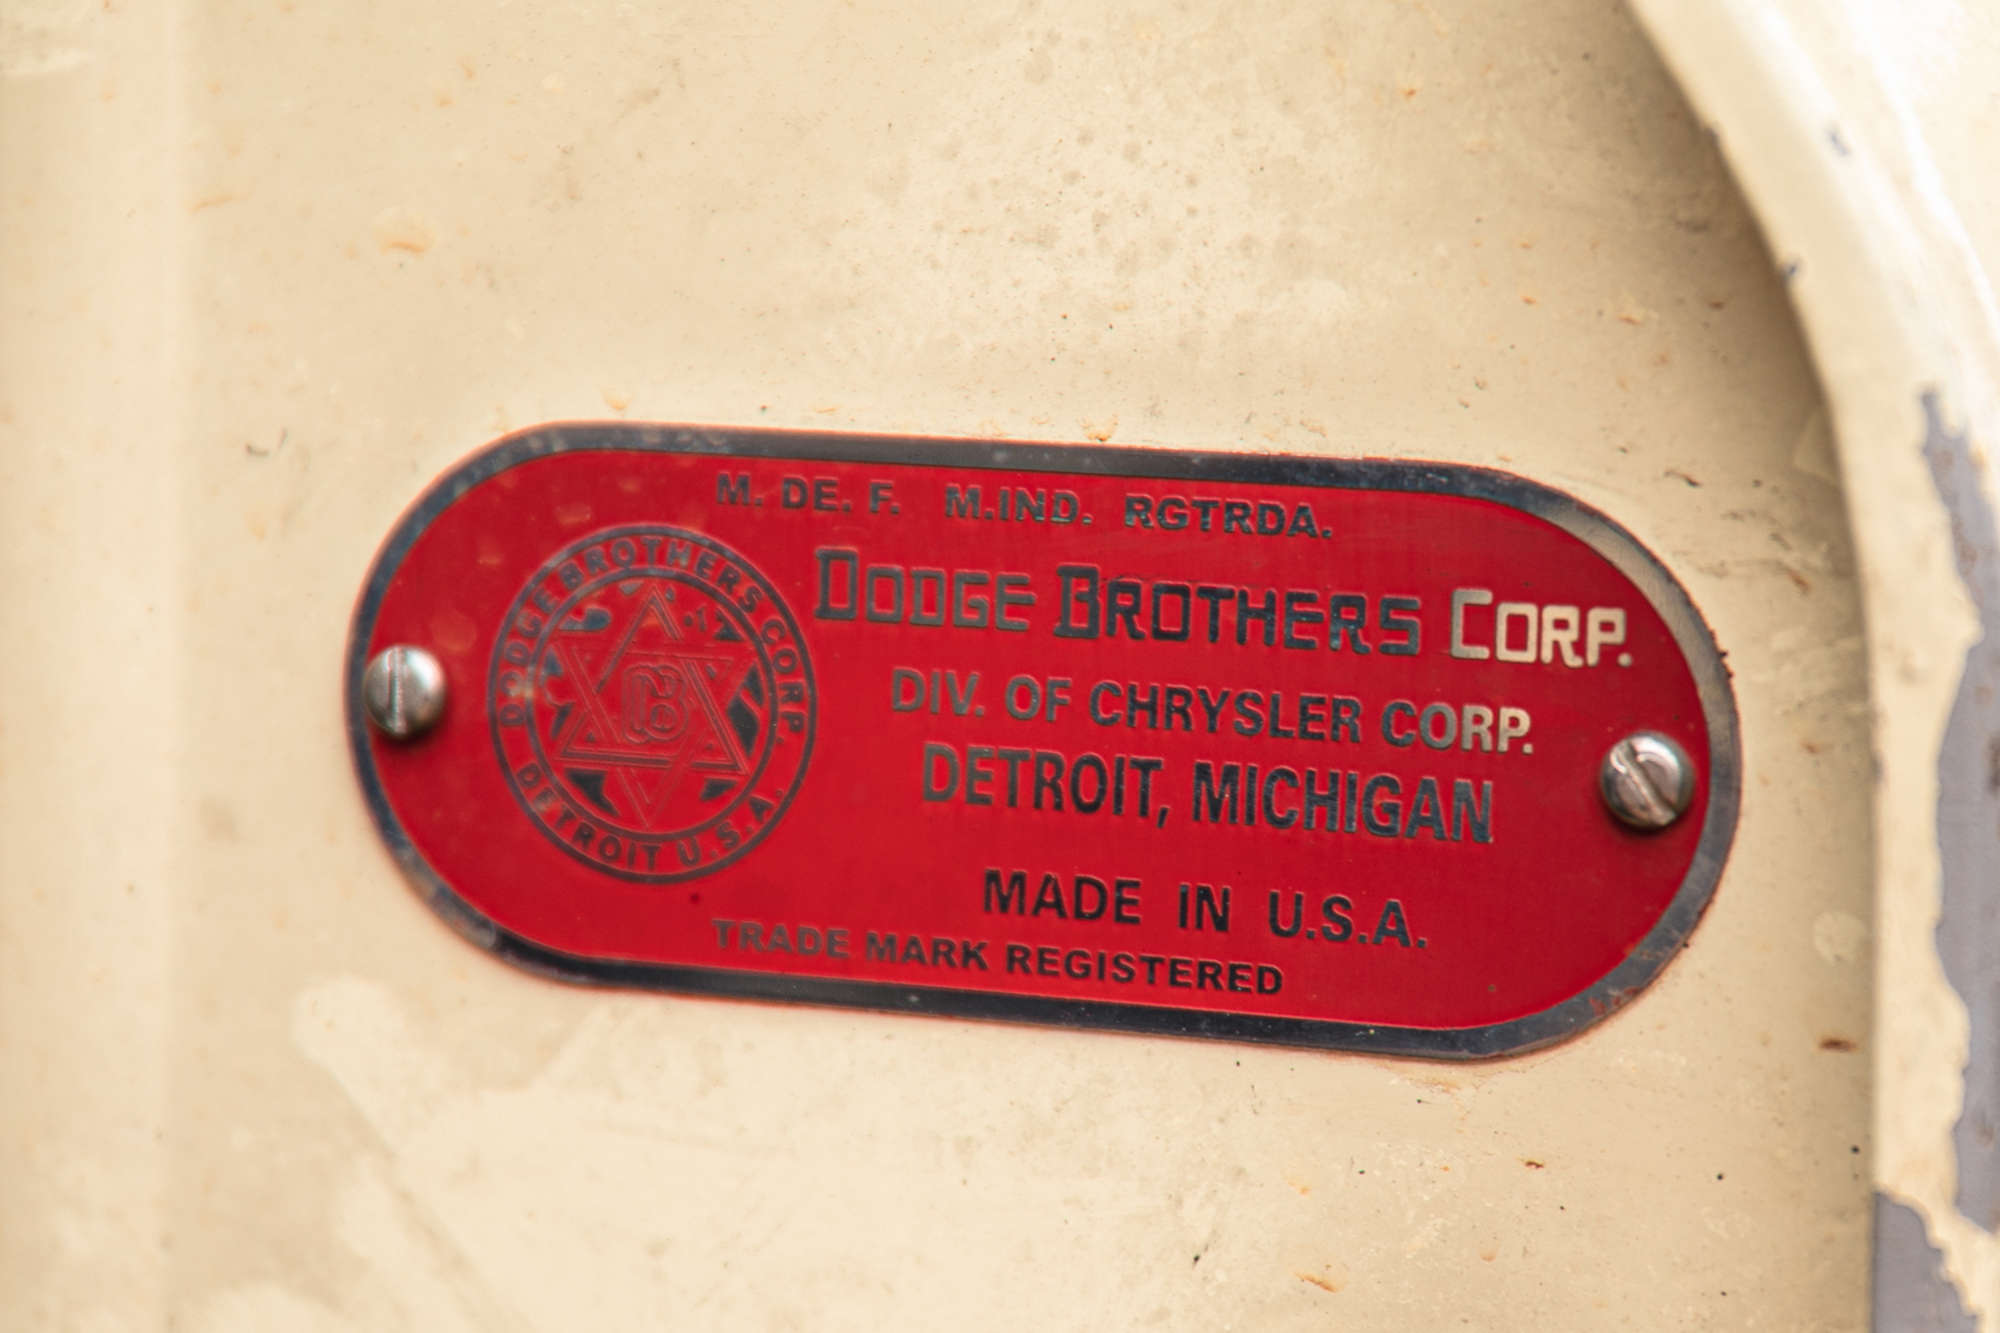 M. DE. F. M.IND. RGTRDA.
DODGE BROTHERS CORP.
DIV. OF CHRYSLER CORP.
DETROIT, MICHIGAN
MADE IN U.S.A.
TRADE MARK REGISTERED
DODGE BROTHERS CORP.
DETROIT U.S.A.
DB